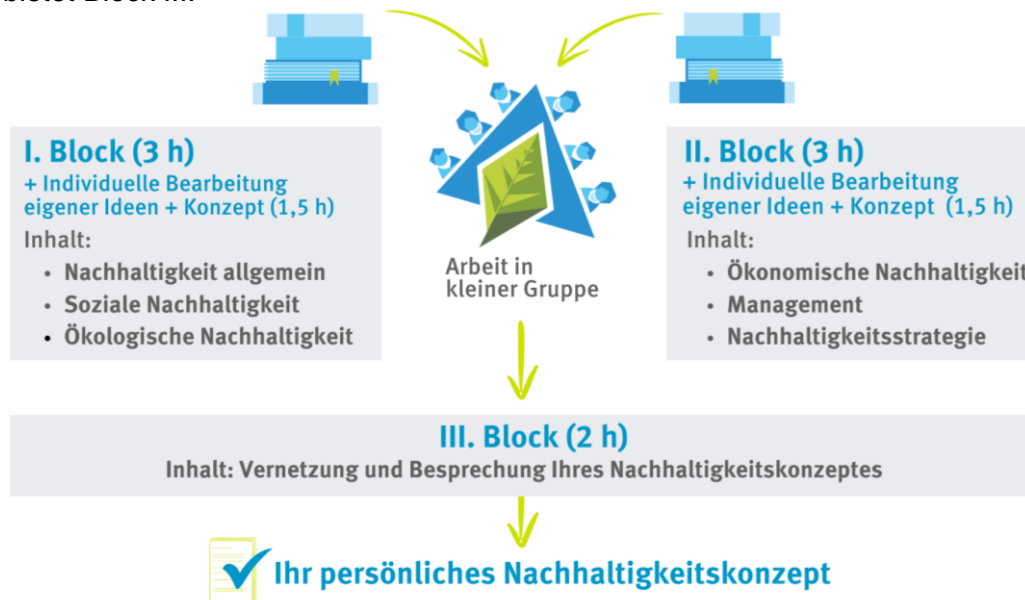 I. Block (3 h)
+ Individuelle Bearbeitung
eigener Ideen + Konzept (1,5 h)
Inhalt:
• Nachhaltigkeit allgemein
• Soziale Nachhaltigkeit
• Ökologische Nachhaltigkeit
Arbeit in
kleiner Gruppe
II. Block (3 h)
+ Individuelle Bearbeitung
eigener Ideen + Konzept (1,5 h)
Inhalt:
• Ökonomische Nachhaltigkeit
• Management
• Nachhaltigkeitsstrategie
III. Block (2 h)
Inhalt: Vernetzung und Besprechung Ihres Nachhaltigkeitskonzeptes
Ihr persönliches Nachhaltigkeitskonzept